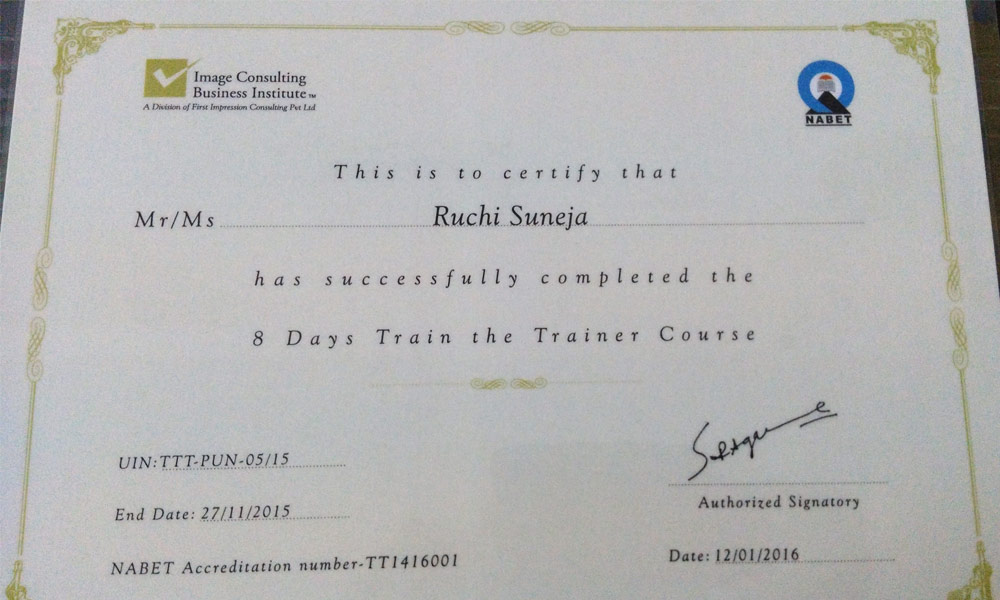 Image Consulting
Business Institute™
A Division of First Impression Consulting Pvt Ltd
NABET
This is to certify that
Mr/Ms Ruchi Suneja
has successfully completed the
8 Days Train the Trainer Course
UIN: TTT-PUN-05/15
End Date: 27/11/2015
NABET Accreditation number-TT1416001
Authorized Signatory
Date: 12/01/2016